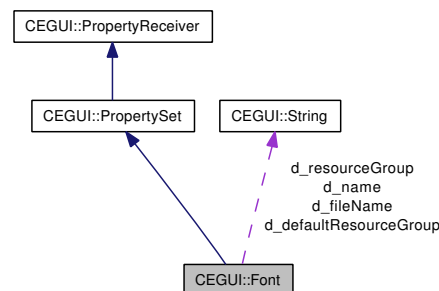 CEGUI::PropertyReceiver
CEGUI::PropertySet
CEGUI::String
d_resourceGroup
d_name
d_fileName
d_defaultResourceGroup
CEGUI::Font